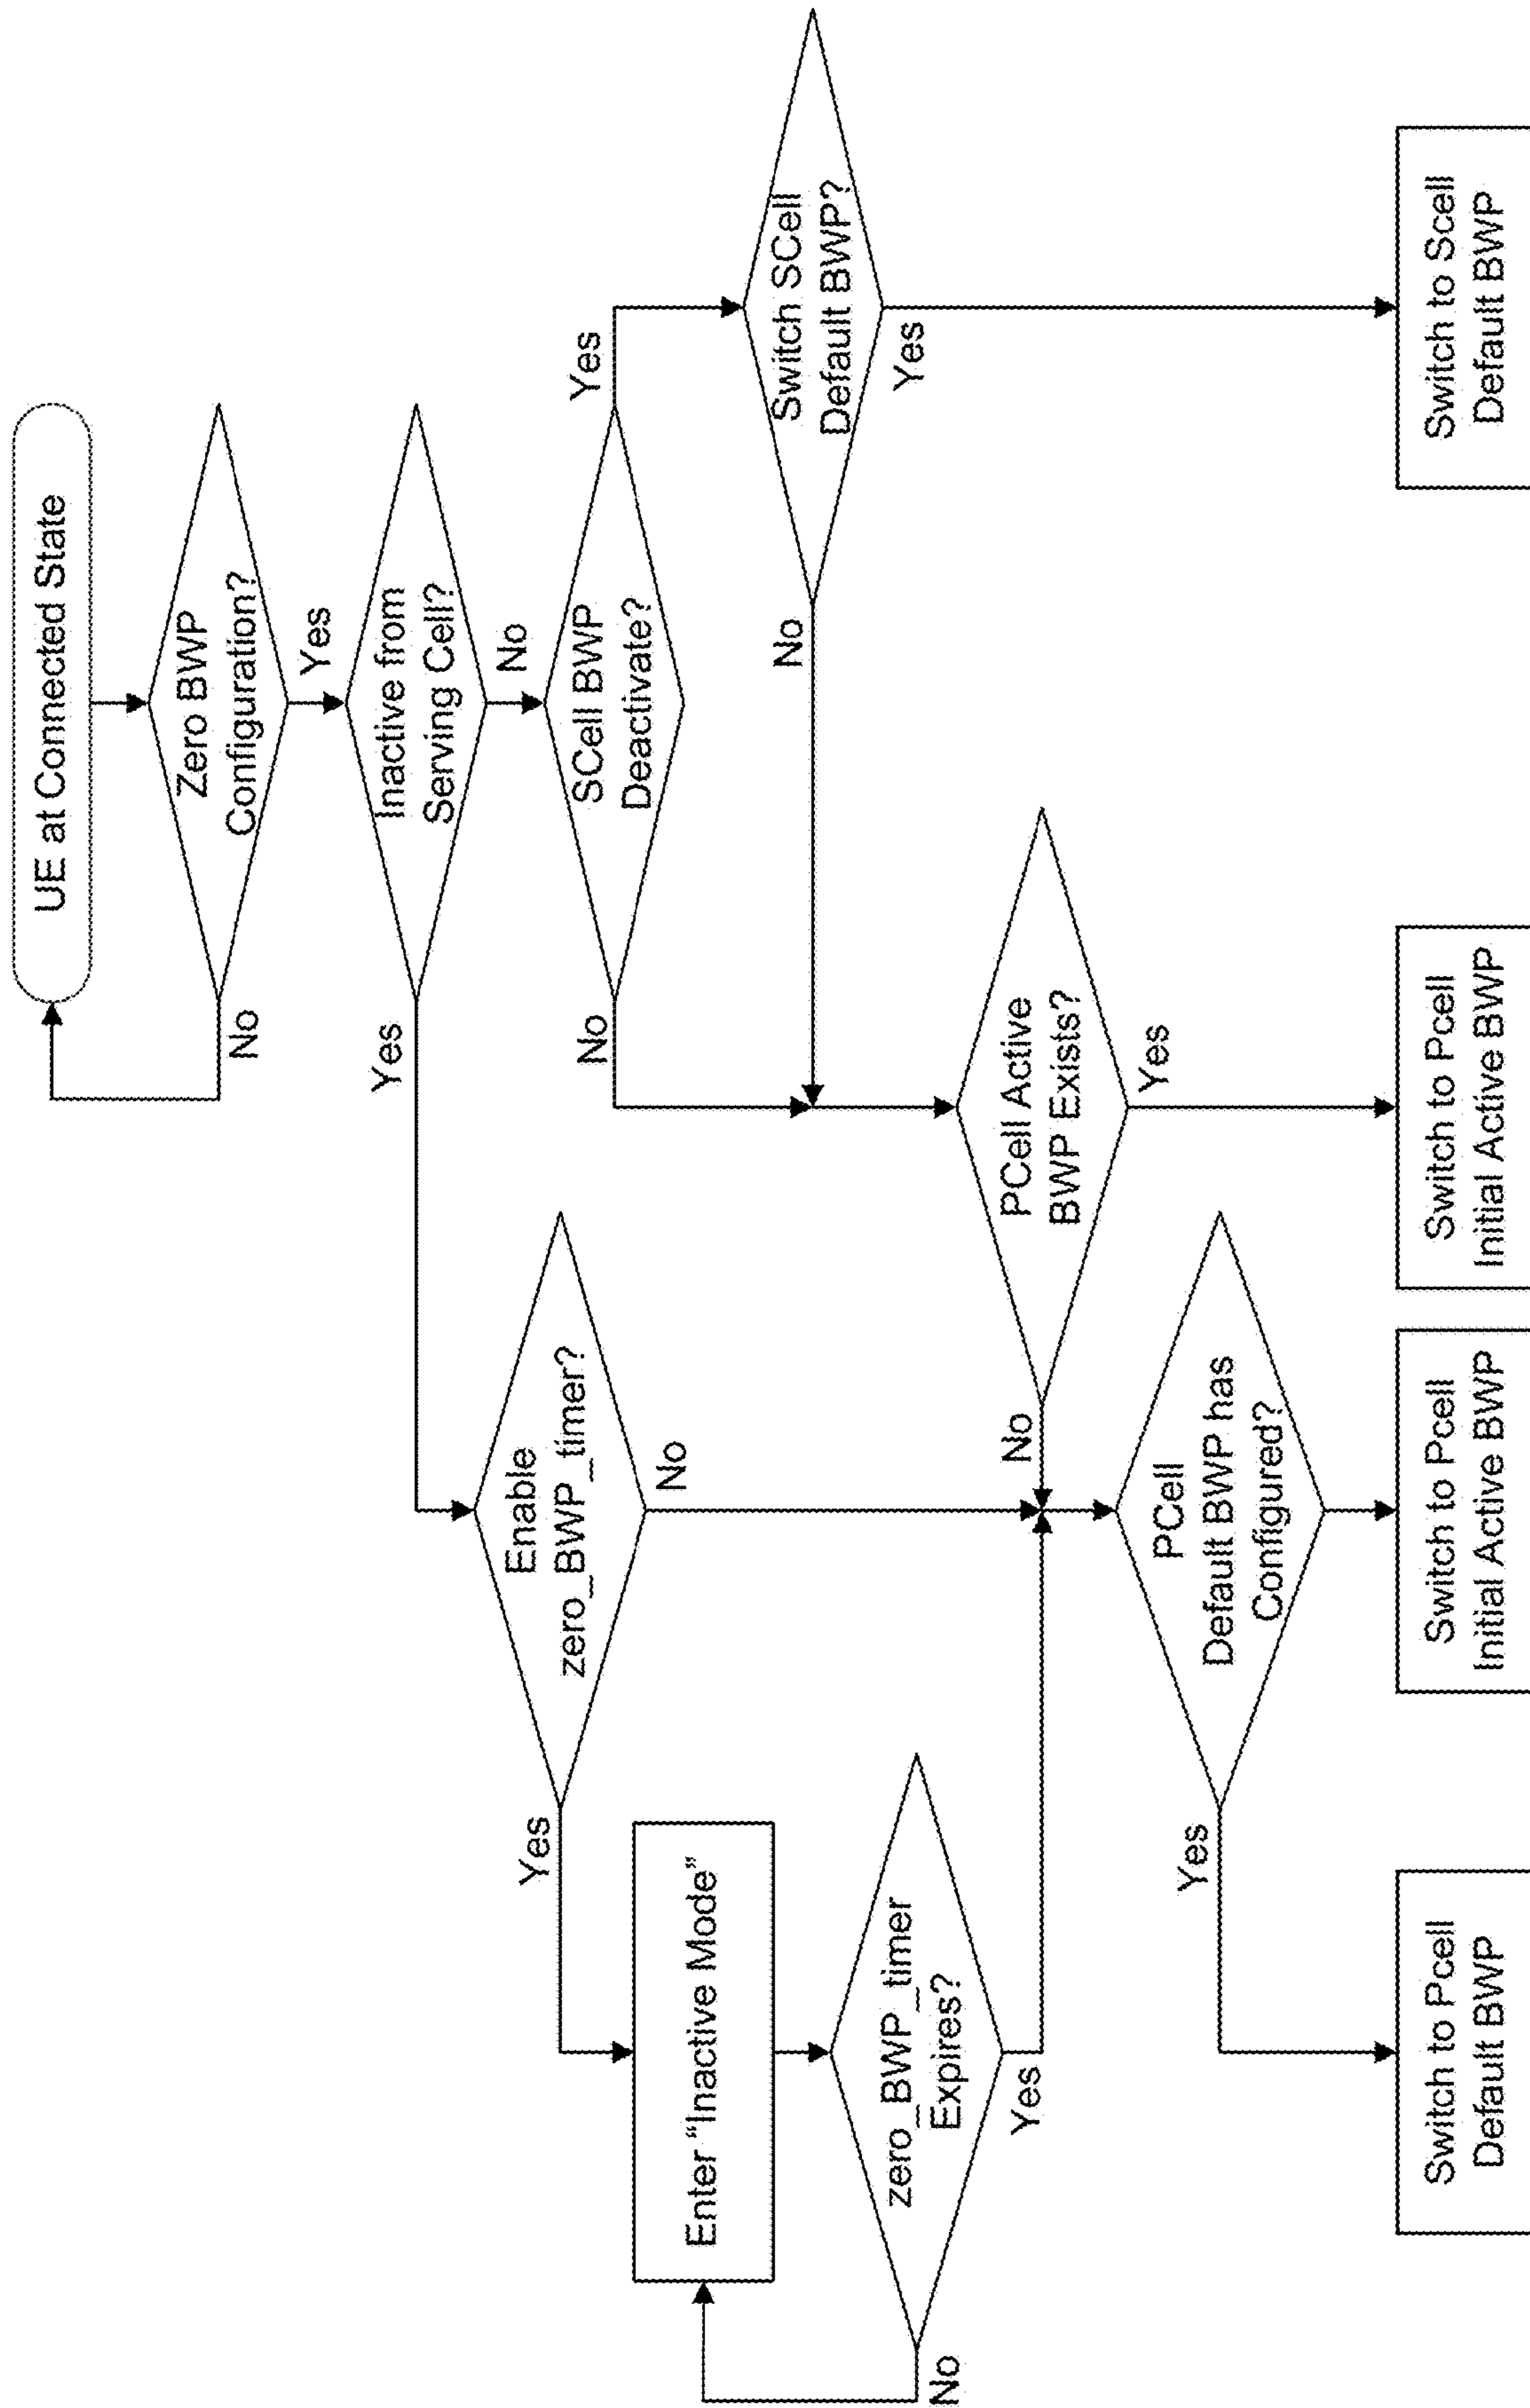 UE at Connected State
Zero BWP
Configuration?
No
Yes
Inactive from
Serving Cell?
Yes
No
SCell BWP
Deactivate?
No
Yes
Enable
zero_BWP_timer?
Yes
No
Enter “Inactive Mode”
Switch SCell
Default BWP?
No
Yes
zero_BWP_timer
Expires?
No
Yes
PCell Active
BWP Exists?
No
Yes
PCell
Default BWP has
Configured?
Yes
Switch to Pcell
Default BWP
Switch to Pcell
Initial Active BWP
Switch to Pcell
Initial Active BWP
Switch to Scell
Default BWP